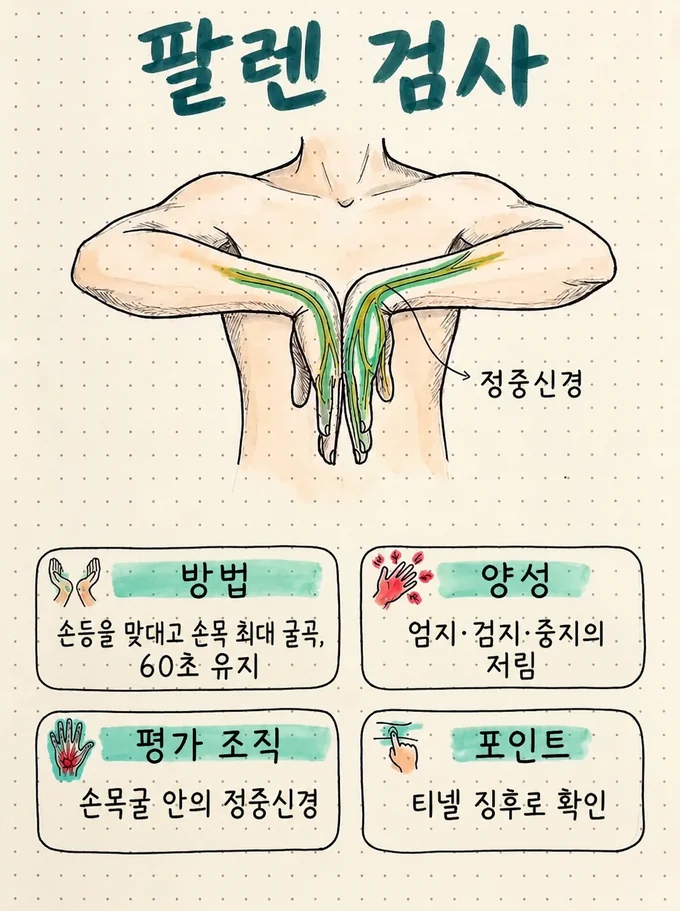 팔렌 검사
정중신경
방법
손등을 맞대고 손목 최대 굴곡,
60초 유지
양성
엄지·검지·중지의
저림
평가 조직
손목굴 안의 정중신경
포인트
티넬 징후로 확인